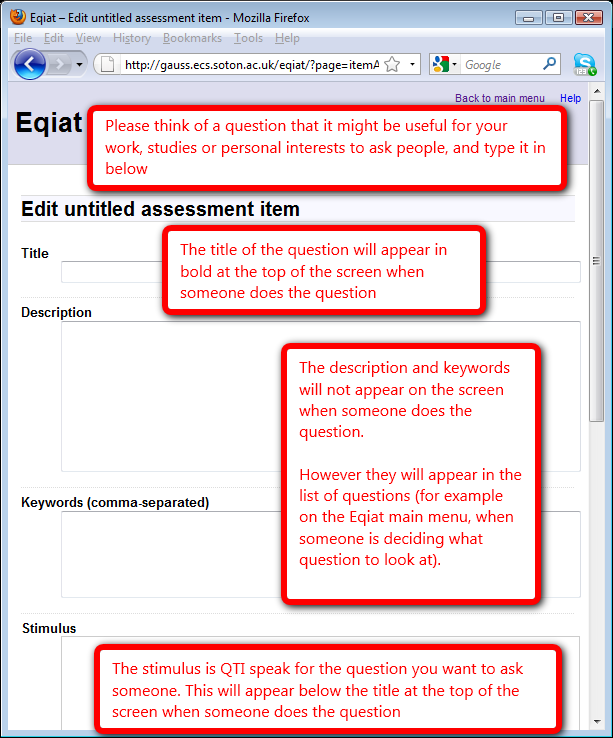 Eqiat – Edit untitled assessment item - Mozilla Firefox
File Edit View History Bookmarks Tools Help
http://gauss.ecs.soton.ac.uk/eqiat/?page=itemA
Google
Back to main menu Help
Eqiat
Please think of a question that it might be useful for your
work, studies or personal interests to ask people, and type it in
below
Edit untitled assessment item
Title
The title of the question will appear in
bold at the top of the screen when
someone does the question
Description
The description and keywords
will not appear on the screen
when someone does the
question.
However they will appear in the
list of questions (for example
on the Eqiat main menu, when
someone is deciding what
question to look at).
Keywords (comma-separated)
Stimulus
The stimulus is QTI speak for the question you want to ask
someone. This will appear below the title at the top of the
screen when someone does the question